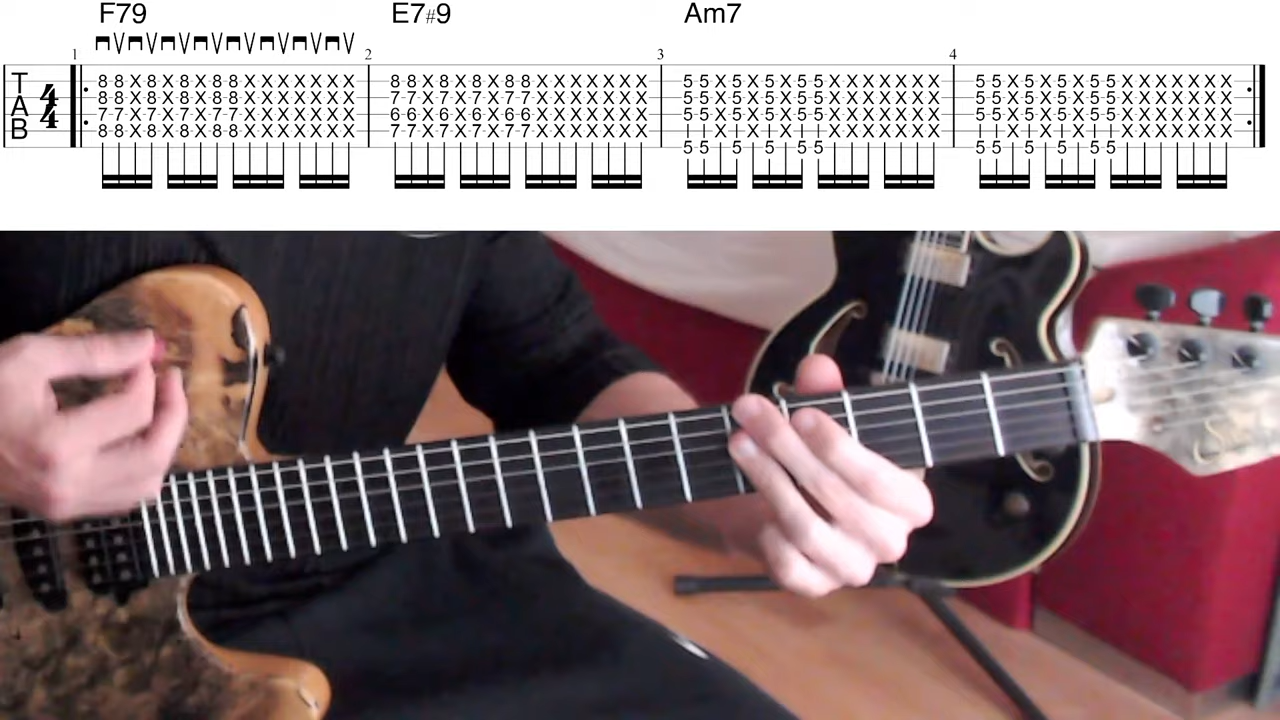 F79 E7#9 Am7
1 2 3 4
T 8 8 X 8 X 8 X 8 8 X X X X X X X 8 8 X 8 X 8 X 8 8 X X X X X X X 5 5 X 5 X 5 X 5 5 X X X X X X X 5 5 X 5 X 5 X 5 5 X X X X X X X
4 8 8 X 8 X 8 X 8 8 X X X X X X X 7 7 X 7 X 7 X 7 7 X X X X X X X 5 5 X 5 X 5 X 5 5 X X X X X X X 5 5 X 5 X 5 X 5 5 X X X X X X X
A 4 7 7 X 7 X 7 X 7 7 X X X X X X X 6 6 X 6 X 6 X 6 6 X X X X X X X 5 5 X 5 X 5 X 5 5 X X X X X X X 5 5 X 5 X 5 X 5 5 X X X X X X X
B 8 8 X 8 X 8 X 8 8 X X X X X X X 7 7 X 7 X 7 X 7 7 X X X X X X X X X X X X X X X X X X X X X X X X X X X
5 5 5 5 5 5 5 5 5 5 5 5